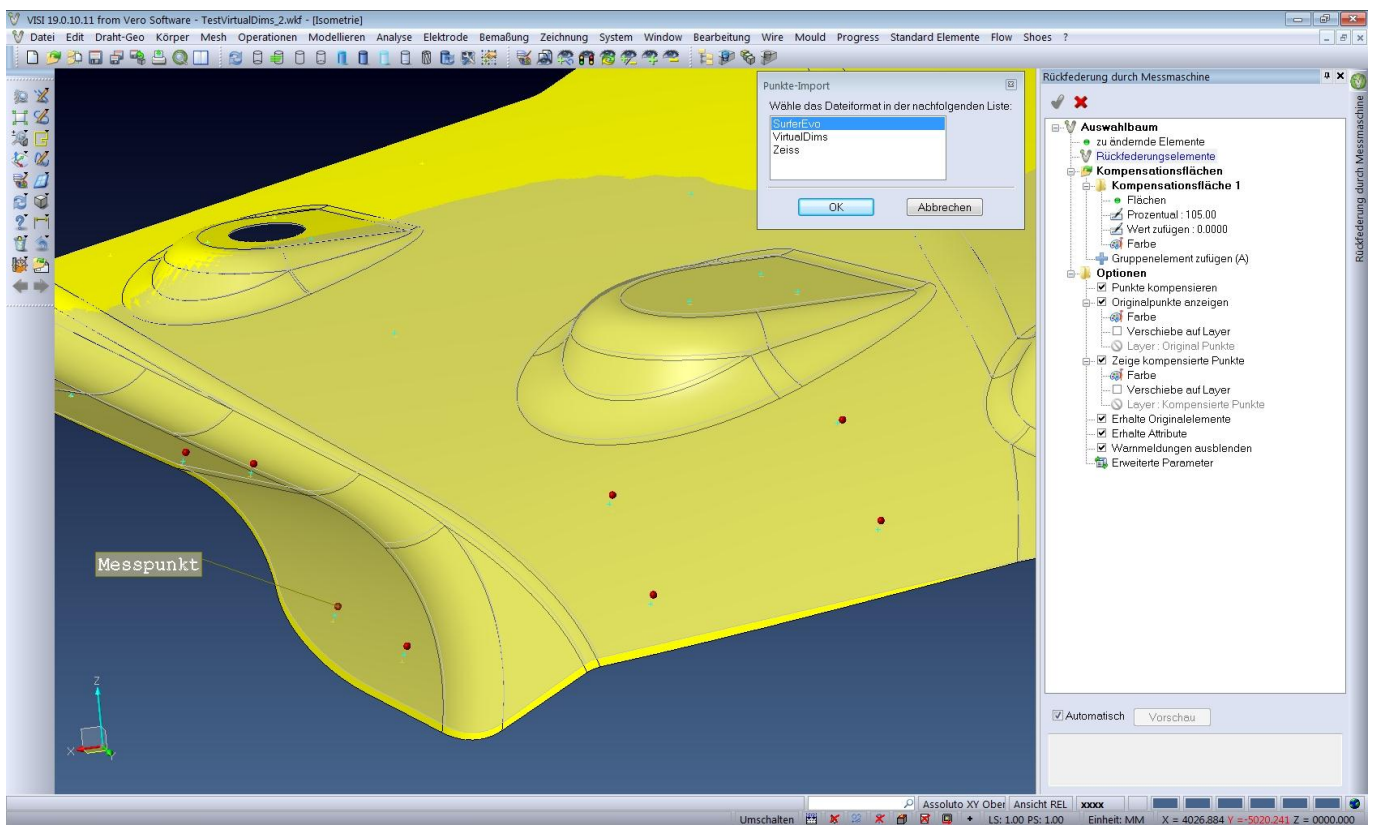 VISI 19.0.10.11 from Vero Software - TestVirtualDims_2.wkf - [Isometrie]
Datei Edit Draht-Geo Körper Mesh Operationen Modellieren Analyse Elektrode Bemaßung Zeichnung System Window Bearbeitung Wire Mould Progress Standard Elemente Flow Shoes ?
Punkte-Import
Wähle das Dateiformat in der nachfolgenden Liste:
SurferEvo
VirtualDims
Zeiss
OK Abbrechen
Messpunkt
Z
X
Y
Rückfederung durch Messmaschine
Auswahlbaum
zu ändernde Elemente
Rückfederungselemente
Kompensationsflächen
Kompensationsfläche 1
Flächen
Prozentual : 105.00
Wert zufügen : 0.0000
Farbe
Gruppenelement zufügen (A)
Optionen
Punkte kompensieren
Originalpunkte anzeigen
Farbe
Verschiebe auf Layer
Layer : Original Punkte
Zeige kompensierte Punkte
Farbe
Verschiebe auf Layer
Layer : Kompensierte Punkte
Erhalte Originalelemente
Erhalte Attribute
Warnmeldungen ausblenden
Erweiterte Parameter
Automatisch Vorschau
Rückfederung durch Messmaschine
Assoluto XY Ober Ansicht REL xxxx
Umschalten LS: 1.00 PS: 1.00 Einheit: MM X = 4026.884 Y =-5020.241 Z = 0000.000